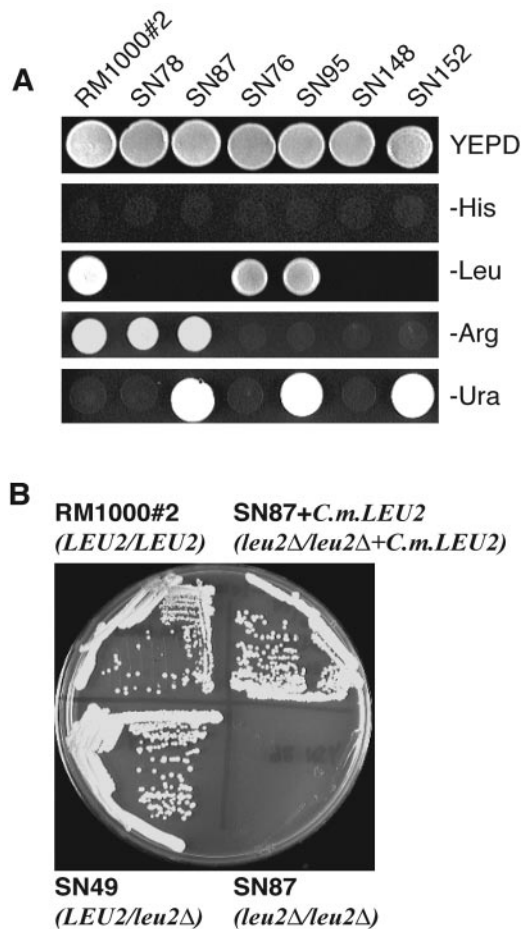 A
RM1000#2 SN78 SN87 SN76 SN95 SN148 SN152
YEPD
-His
-Leu
-Arg
-Ura
B
RM1000#2
(LEU2/LEU2)
SN87+C.m.LEU2
(leu2Δ/leu2Δ+C.m.LEU2)
SN49
(LEU2/leu2Δ)
SN87
(leu2Δ/leu2Δ)